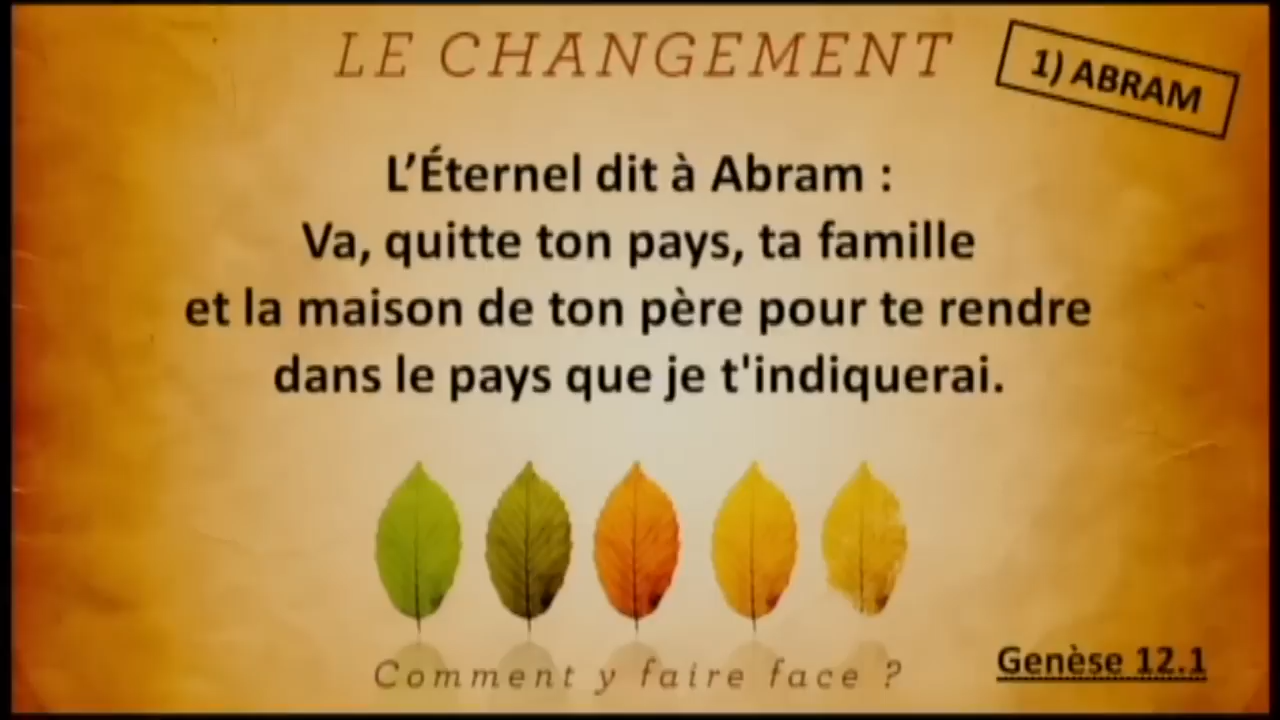 LE CHANGEMENT
1) ABRAM
L’Éternel dit à Abram :
Va, quitte ton pays, ta famille
et la maison de ton père pour te rendre
dans le pays que je t'indiquerai.
Comment y faire face ?
Genèse 12.1